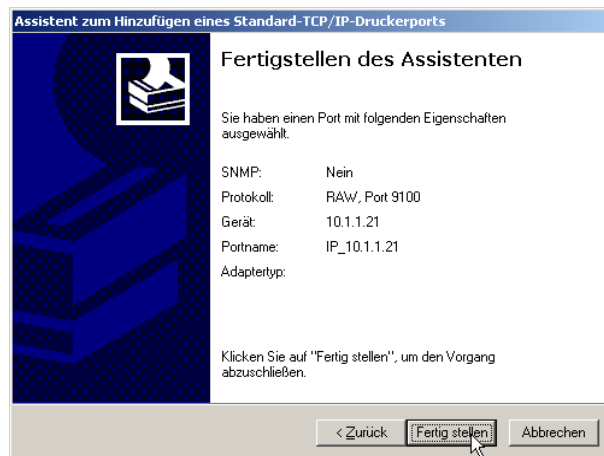 Assistent zum Hinzufügen eines Standard-TCP/IP-Druckerports
Fertigstellen des Assistenten
Sie haben einen Port mit folgenden Eigenschaften
ausgewählt.
SNMP: Nein
Protokoll: RAW, Port 9100
Gerät: 10.1.1.21
Portname: IP_10.1.1.21
Adaptertyp:
Klicken Sie auf "Fertig stellen", um den Vorgang
abzuschließen.
< Zurück Fertig stellen Abbrechen